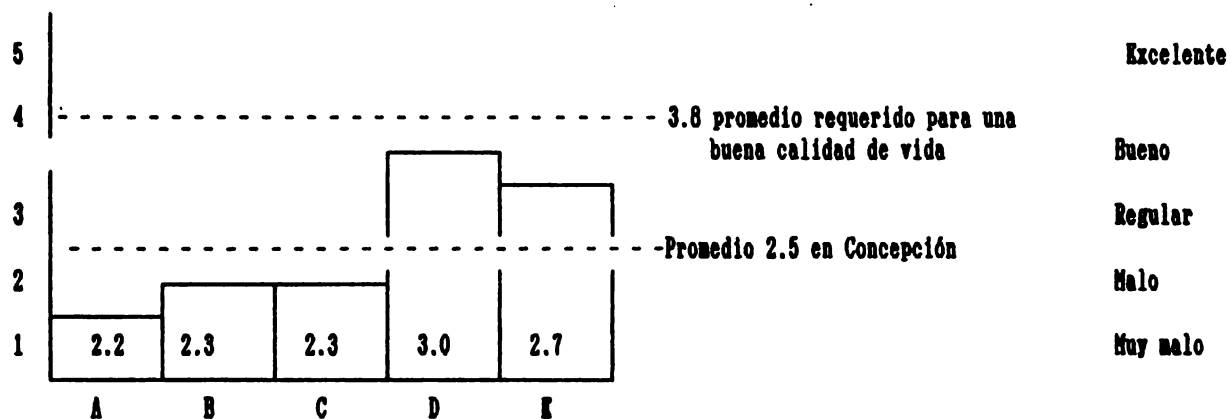 5 Excelente
4 3.8 promedio requerido para una
buena calidad de vida Bueno
3 Regular
Promedio 2.5 en Concepción
2 Malo
1 2.2 2.3 2.3 3.0 2.7 Muy malo
A B C D E